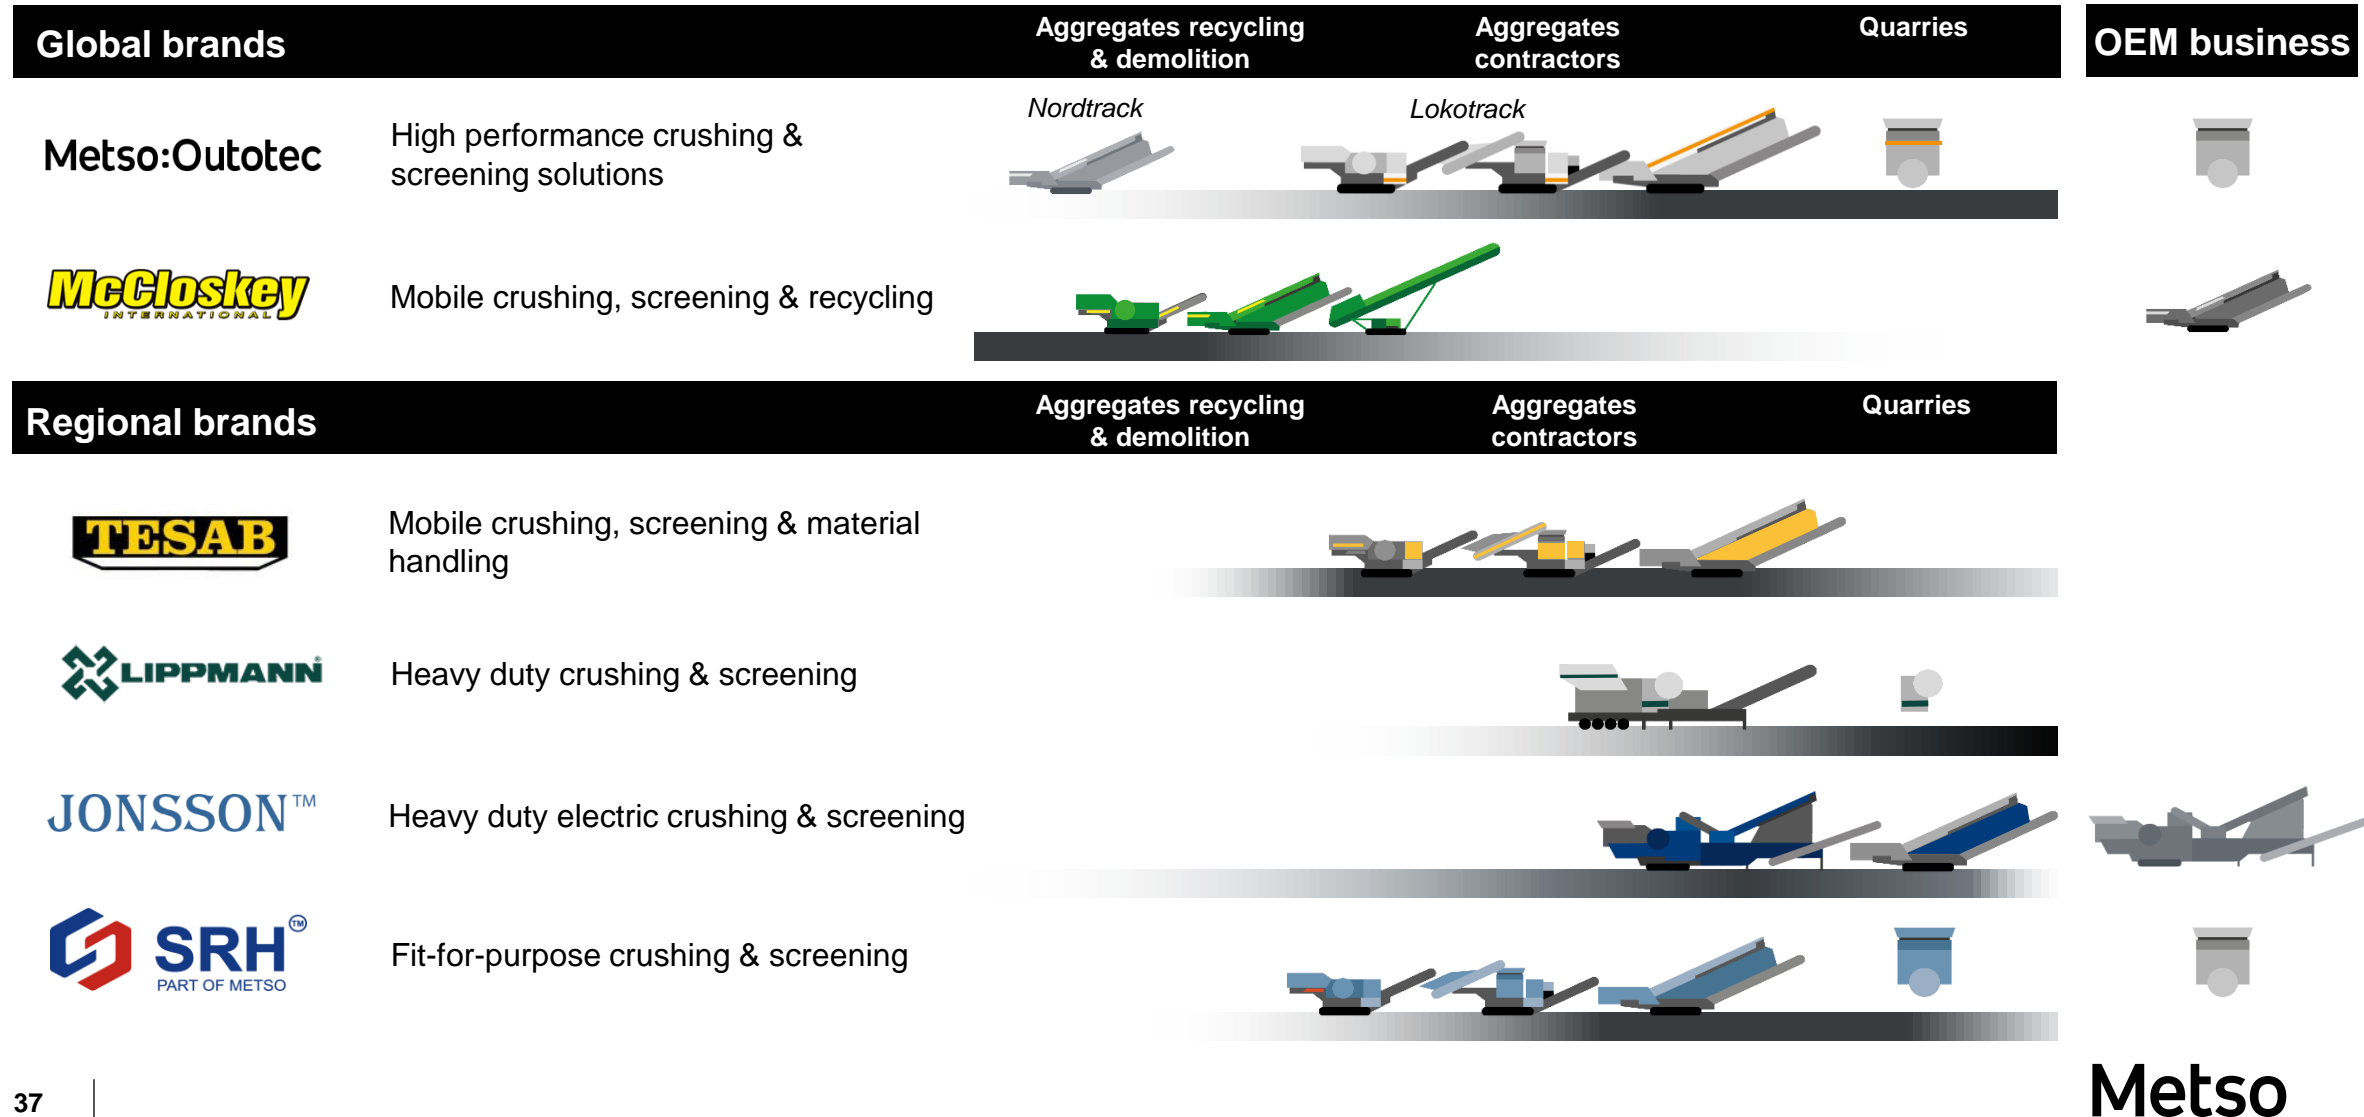 Global brands
Aggregates recycling
& demolition
Aggregates
contractors
Quarries
OEM business
Metso:Outotec
High performance crushing &
screening solutions
Nordtrack
Lokotrack
McCloskey
INTERNATIONAL
Mobile crushing, screening & recycling
Regional brands
Aggregates recycling
& demolition
Aggregates
contractors
Quarries
TESAB
Mobile crushing, screening & material
handling
LIPPMANN®
Heavy duty crushing & screening
JONSSON™
Heavy duty electric crushing & screening
SRH™
PART OF METSO
Fit-for-purpose crushing & screening
37
Metso